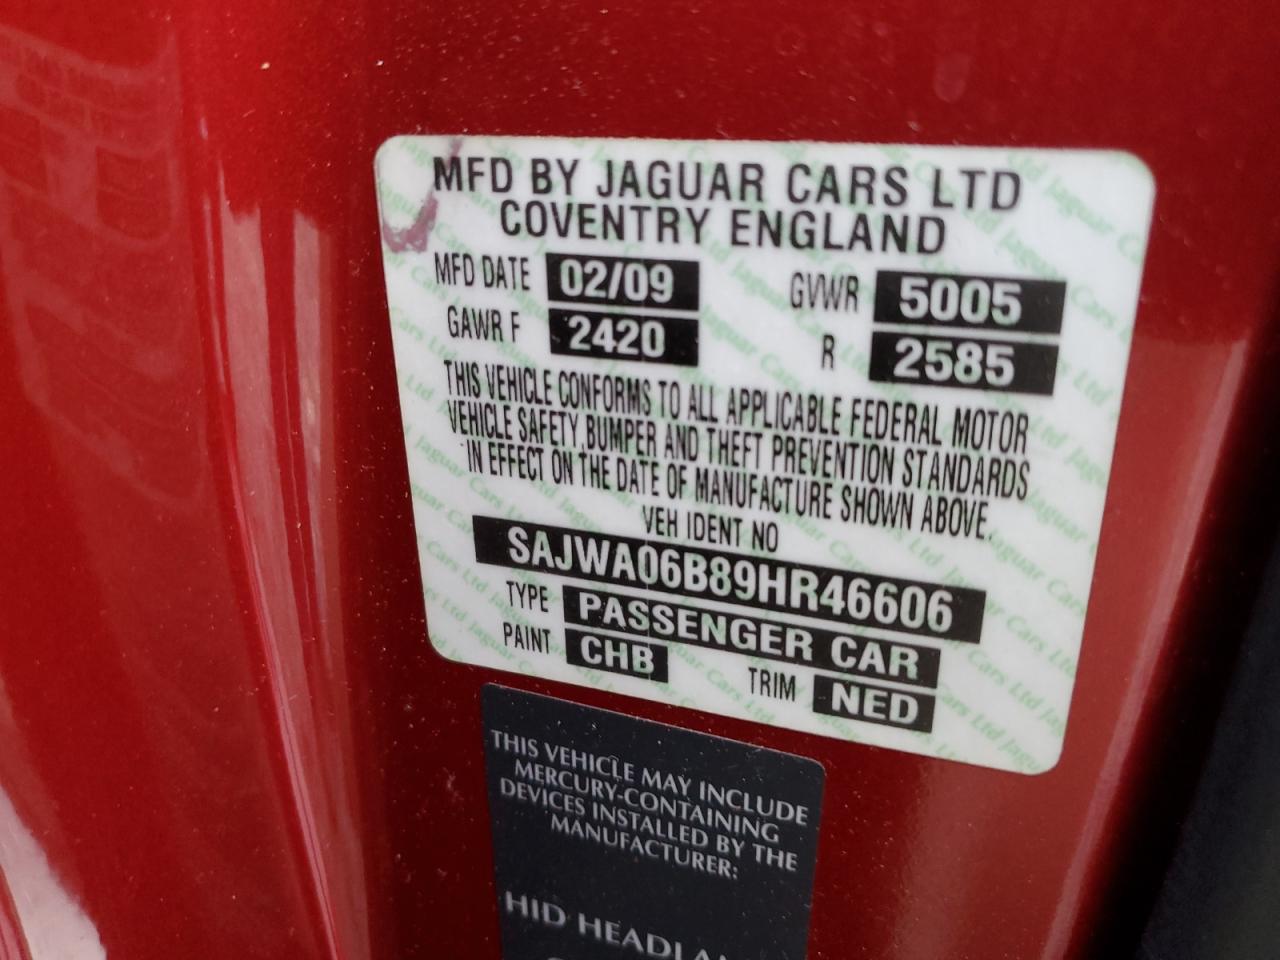 MFD BY JAGUAR CARS LTD
COVENTRY ENGLAND
MFD DATE 02/09 GVWR 5005
GAWR F 2420 R 2585
THIS VEHICLE CONFORMS TO ALL APPLICABLE FEDERAL MOTOR
VEHICLE SAFETY, BUMPER AND THEFT PREVENTION STANDARDS
IN EFFECT ON THE DATE OF MANUFACTURE SHOWN ABOVE.
VEH IDENT NO
SAJWA06B89HR46606
TYPE PASSENGER CAR
PAINT CHB TRIM NED
THIS VEHICLE MAY INCLUDE
MERCURY-CONTAINING
DEVICES INSTALLED BY THE
MANUFACTURER:
HID